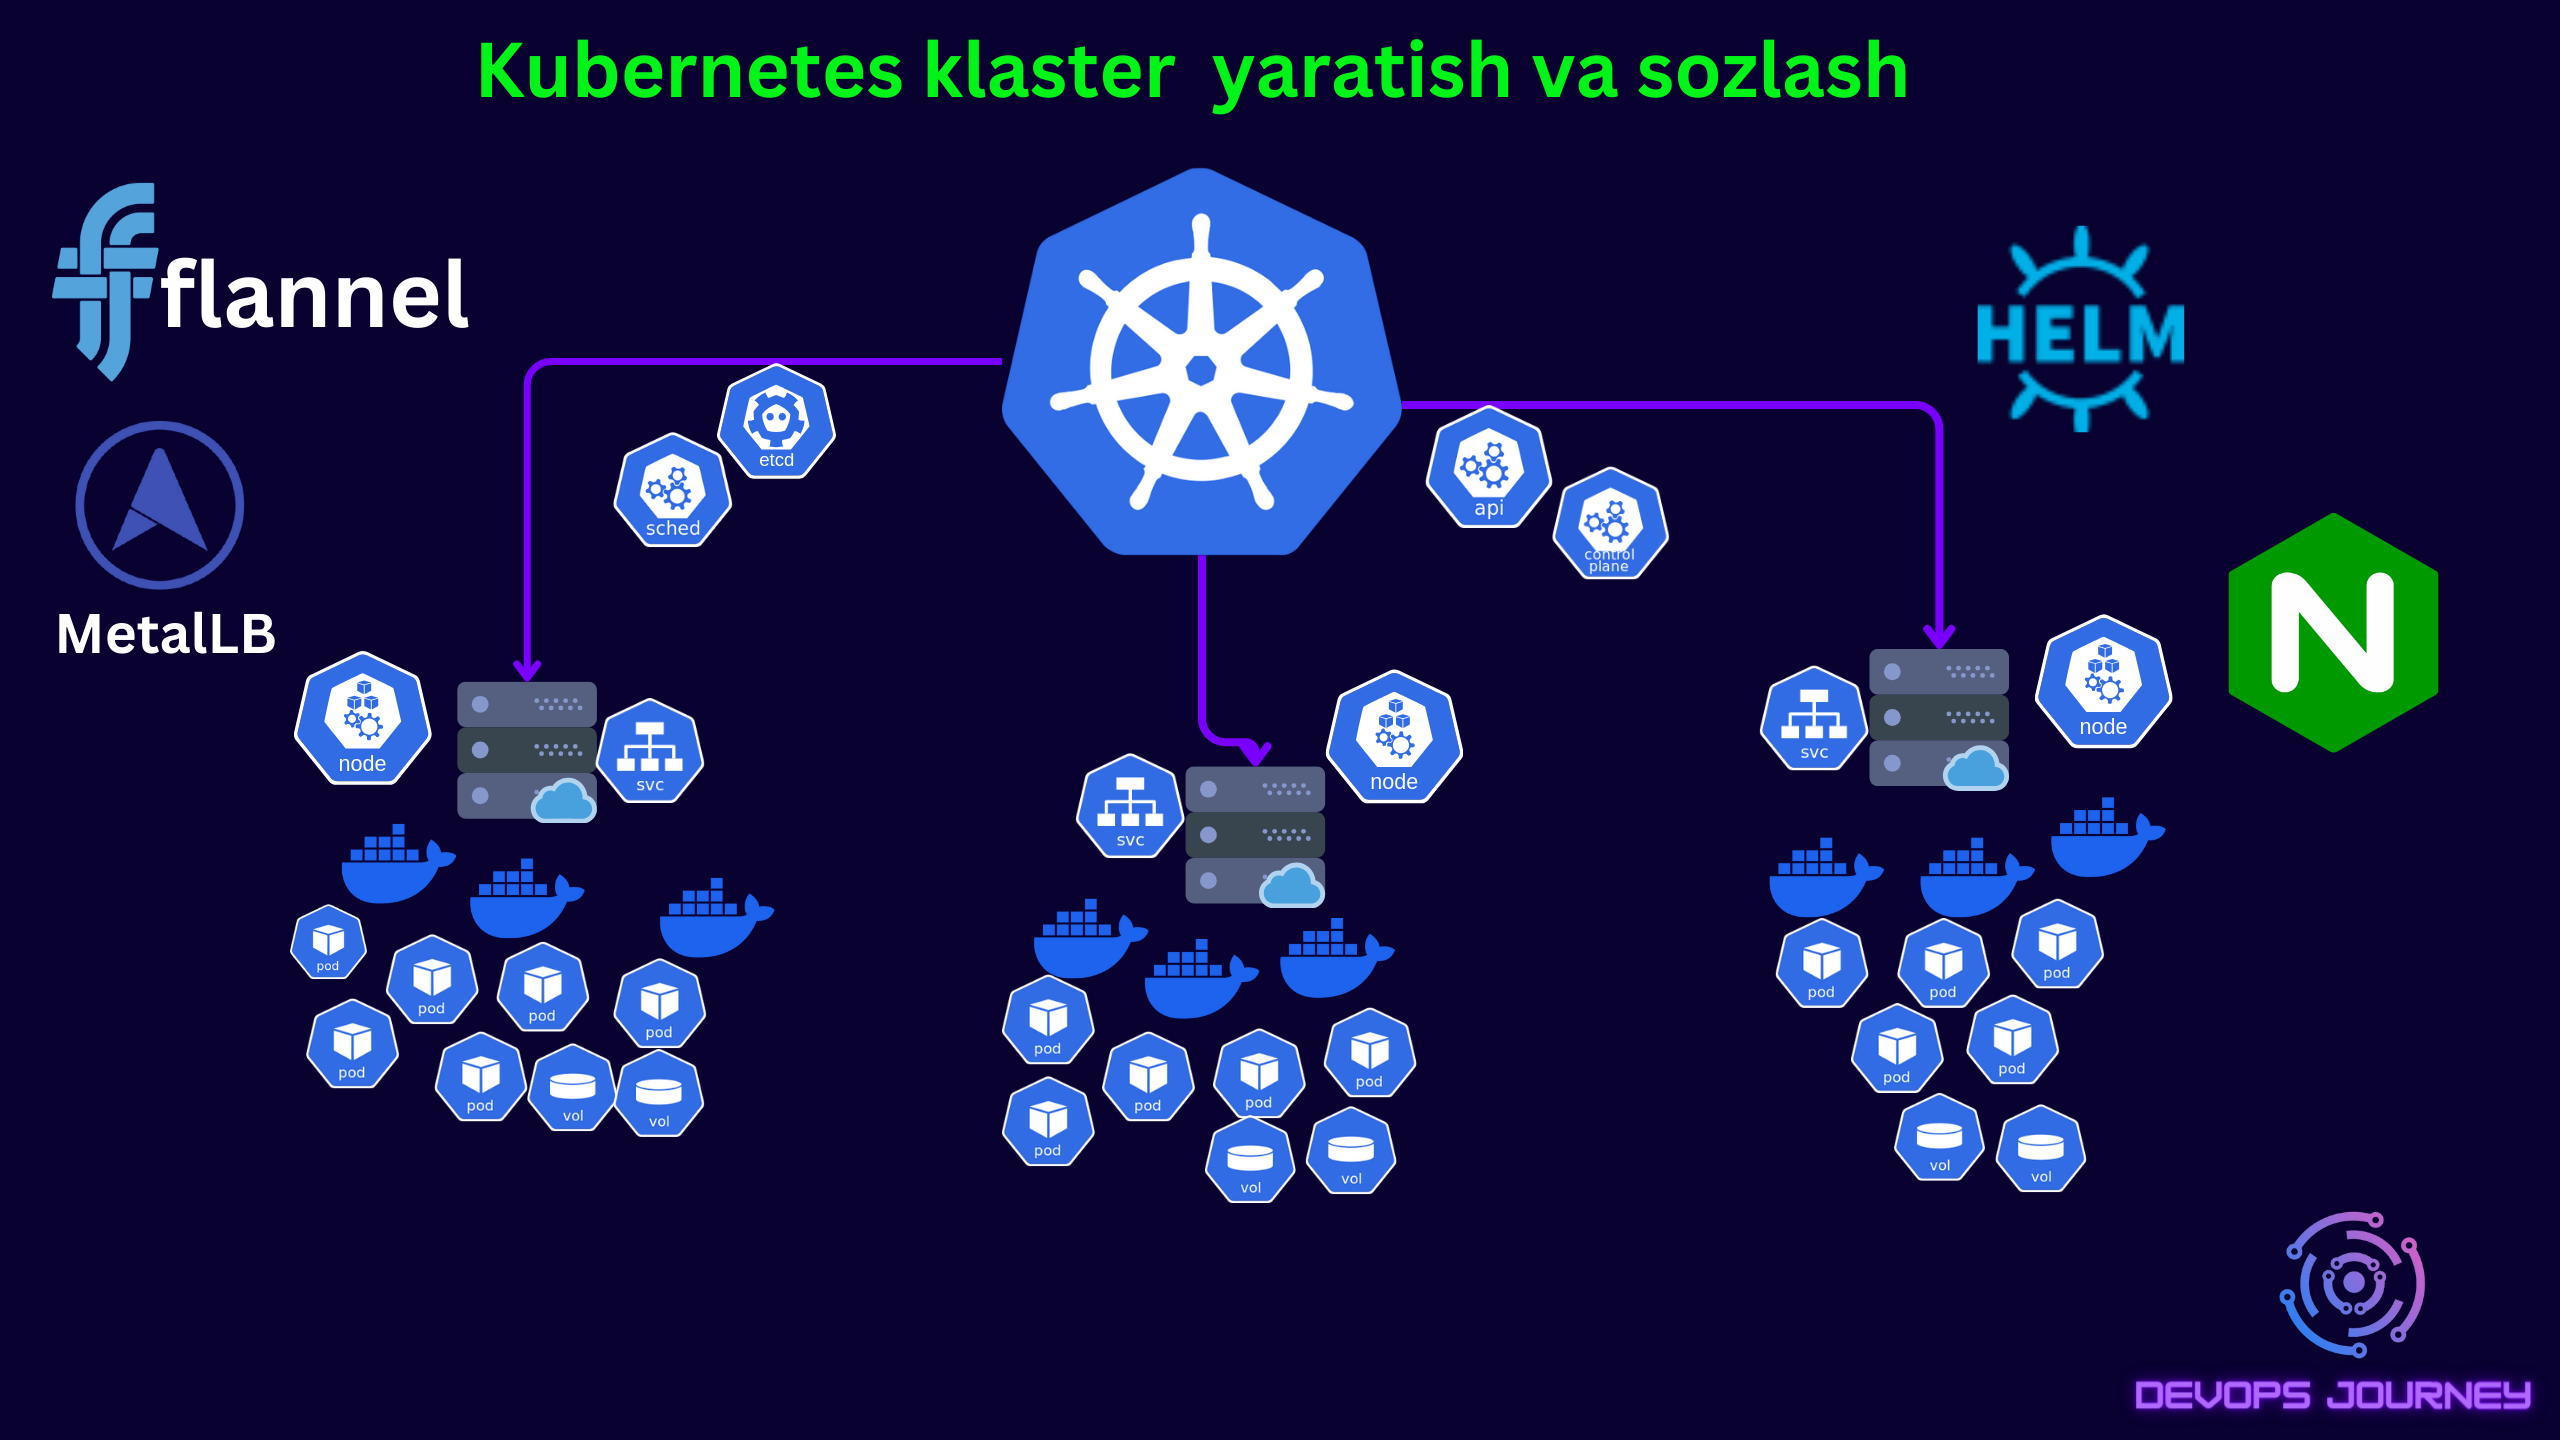 Kubernetes klaster yaratish va sozlash
flannel
HELM
etcd
sched
api
control
plane
MetalLB
N
node
svc
svc
node
svc
node
pod
pod
pod
pod
pod
pod
vol
vol
pod
pod
pod
pod
pod
vol
vol
pod
pod
pod
pod
pod
vol
vol
DEVOPS JOURNEY